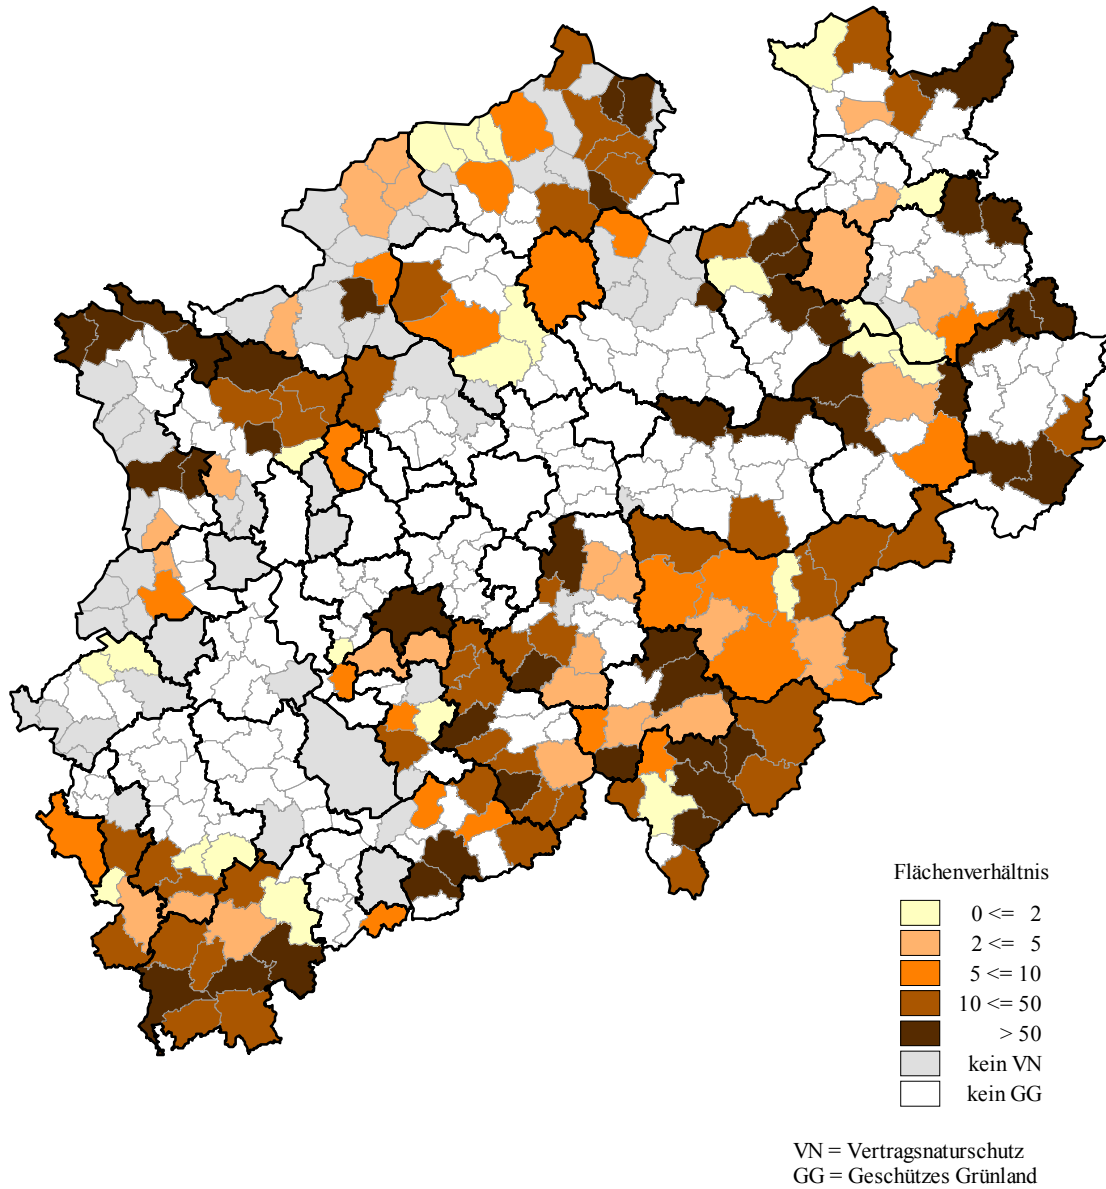 Flächenverhältnis
0 <= 2
2 <= 5
5 <= 10
10 <= 50
> 50
kein VN
kein GG
VN = Vertragsnaturschutz
GG = Geschützes Grünland